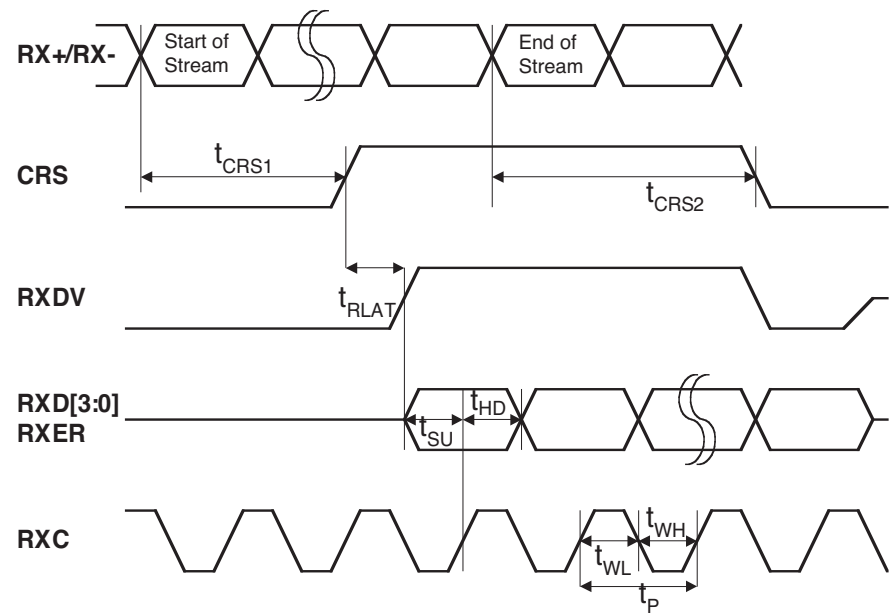 RX+/RX-
Start of
Stream
End of
Stream
CRS
tCRS1
tCRS2
RXDV
tRLAT
RXD[3:0]
RXER
tSU
tHD
RXC
tWL
tWH
tP